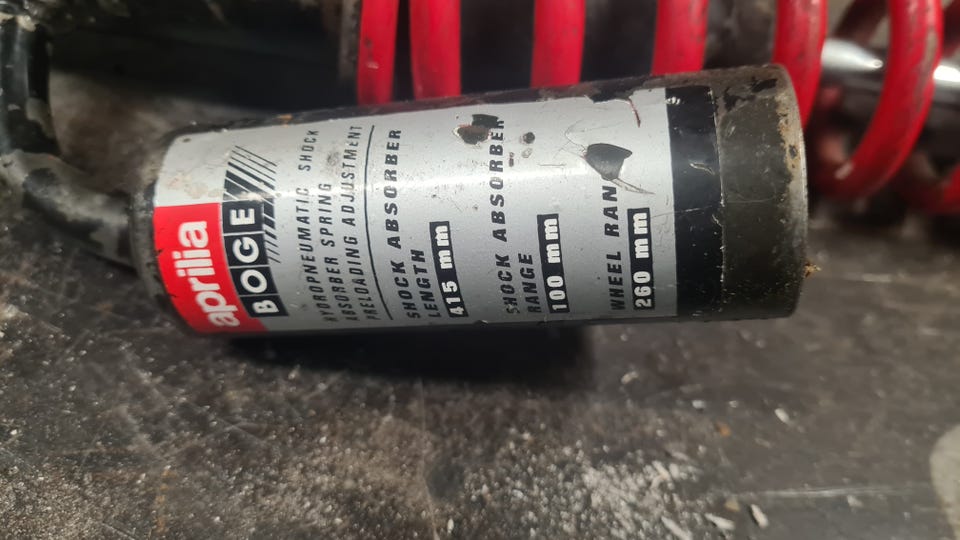 aprilia
BOGE
HYDROPNEUMATIC SHOCK
ABSORBER SPRING
PRELOADING ADJUSTMENT
SHOCK ABSORBER
LENGTH
415 mm
SHOCK ABSORBER
RANGE
100 mm
WHEEL
260 mm